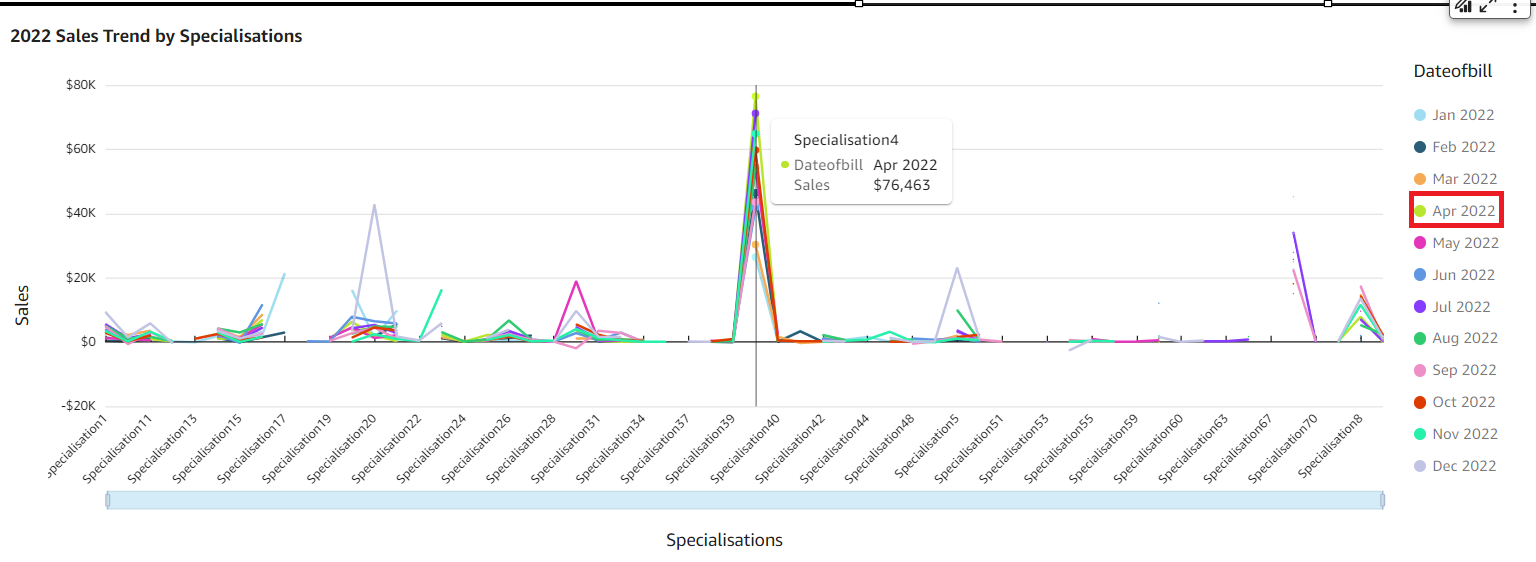 2022 Sales Trend by Specialisations
Dateofbill
$80K
$60K
$40K
$20K
$0
-$20K
Sales
Specialisation4
Dateofbill Apr 2022
Sales $76,463
Jan 2022
Feb 2022
Mar 2022
Apr 2022
May 2022
Jun 2022
Jul 2022
Aug 2022
Sep 2022
Oct 2022
Nov 2022
Dec 2022
Specialisation1
Specialisation11
Specialisation13
Specialisation15
Specialisation17
Specialisation19
Specialisation20
Specialisation22
Specialisation24
Specialisation26
Specialisation28
Specialisation31
Specialisation34
Specialisation37
Specialisation39
Specialisation40
Specialisation42
Specialisation44
Specialisation48
Specialisation5
Specialisation51
Specialisation53
Specialisation55
Specialisation59
Specialisation60
Specialisation63
Specialisation67
Specialisation70
Specialisation8
Specialisations